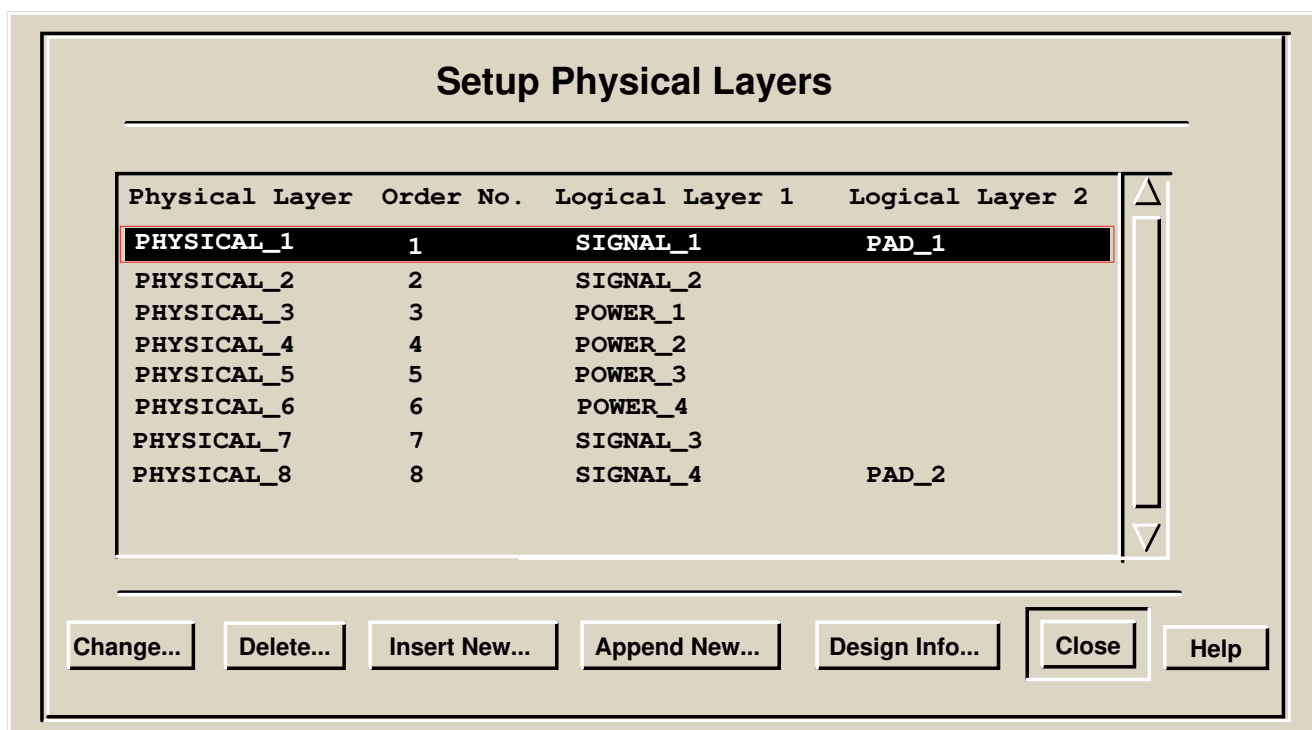 Setup Physical Layers
Physical Layer Order No. Logical Layer 1 Logical Layer 2
PHYSICAL_1 1 SIGNAL_1 PAD_1
PHYSICAL_2 2 SIGNAL_2
PHYSICAL_3 3 POWER_1
PHYSICAL_4 4 POWER_2
PHYSICAL_5 5 POWER_3
PHYSICAL_6 6 POWER_4
PHYSICAL_7 7 SIGNAL_3
PHYSICAL_8 8 SIGNAL_4 PAD_2
Change... Delete... Insert New... Append New... Design Info... Close Help